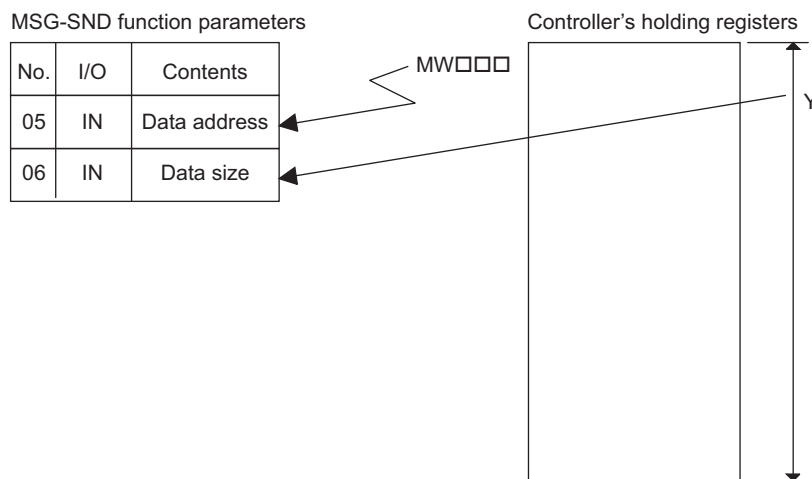 MSG-SND function parameters
Controller's holding registers
No. I/O Contents
MW□□□
05 IN Data address
Y
06 IN Data size